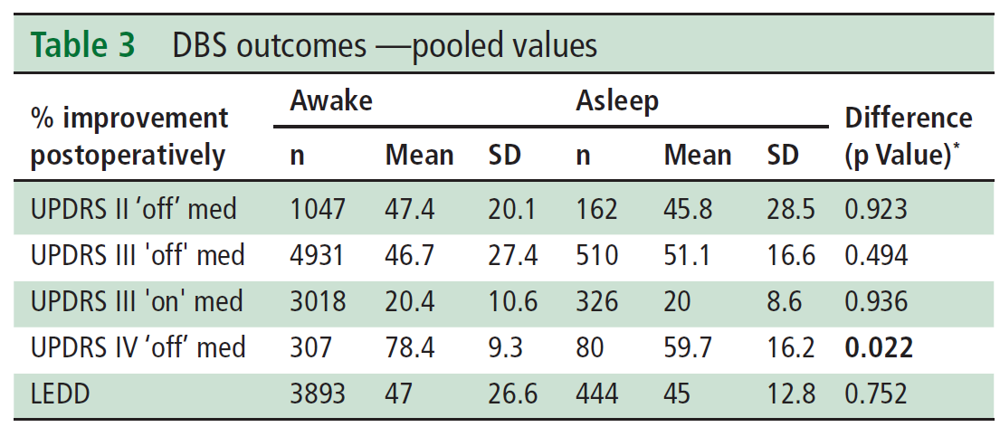 Table 3 DBS outcomes —pooled values
% improvement postoperatively Awake Asleep Difference (p Value)*
n Mean SD n Mean SD
UPDRS II ‘off’ med 1047 47.4 20.1 162 45.8 28.5 0.923
UPDRS III 'off' med 4931 46.7 27.4 510 51.1 16.6 0.494
UPDRS III 'on' med 3018 20.4 10.6 326 20 8.6 0.936
UPDRS IV ‘off’ med 307 78.4 9.3 80 59.7 16.2 0.022
LEDD 3893 47 26.6 444 45 12.8 0.752